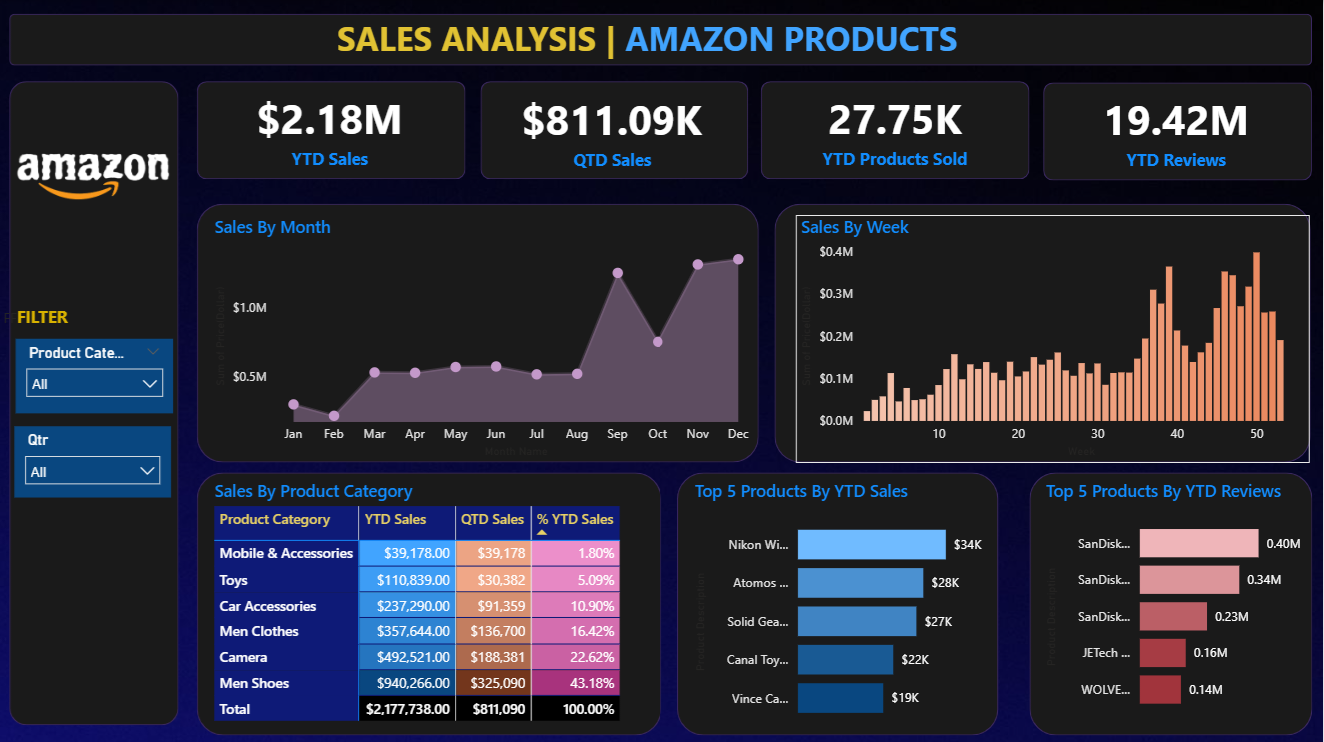 SALES ANALYSIS | AMAZON PRODUCTS
amazon
$2.18M
YTD Sales
$811.09K
QTD Sales
27.75K
YTD Products Sold
19.42M
YTD Reviews
FILTER
Product Cate...
All
Qtr
All
Sales By Month
$1.0M
$0.5M
Jan Feb Mar Apr May Jun Jul Aug Sep Oct Nov Dec
Month Name
Sales By Week
$0.4M
$0.3M
$0.2M
$0.1M
$0.0M
10 20 30 40 50
Week
Sales By Product Category
Product Category YTD Sales QTD Sales % YTD Sales
Mobile & Accessories $39,178.00 $39,178 1.80%
Toys $110,839.00 $30,382 5.09%
Car Accessories $237,290.00 $91,359 10.90%
Men Clothes $357,644.00 $136,700 16.42%
Camera $492,521.00 $188,381 22.62%
Men Shoes $940,266.00 $325,090 43.18%
Total $2,177,738.00 $811,090 100.00%
Top 5 Products By YTD Sales
Product Description
Nikon Wi... $34K
Atomos ... $28K
Solid Gea... $27K
Canal Toy... $22K
Vince Ca... $19K
Top 5 Products By YTD Reviews
Product Description
SanDisk... 0.40M
SanDisk... 0.34M
SanDisk... 0.23M
JETech ... 0.16M
WOLVE... 0.14M